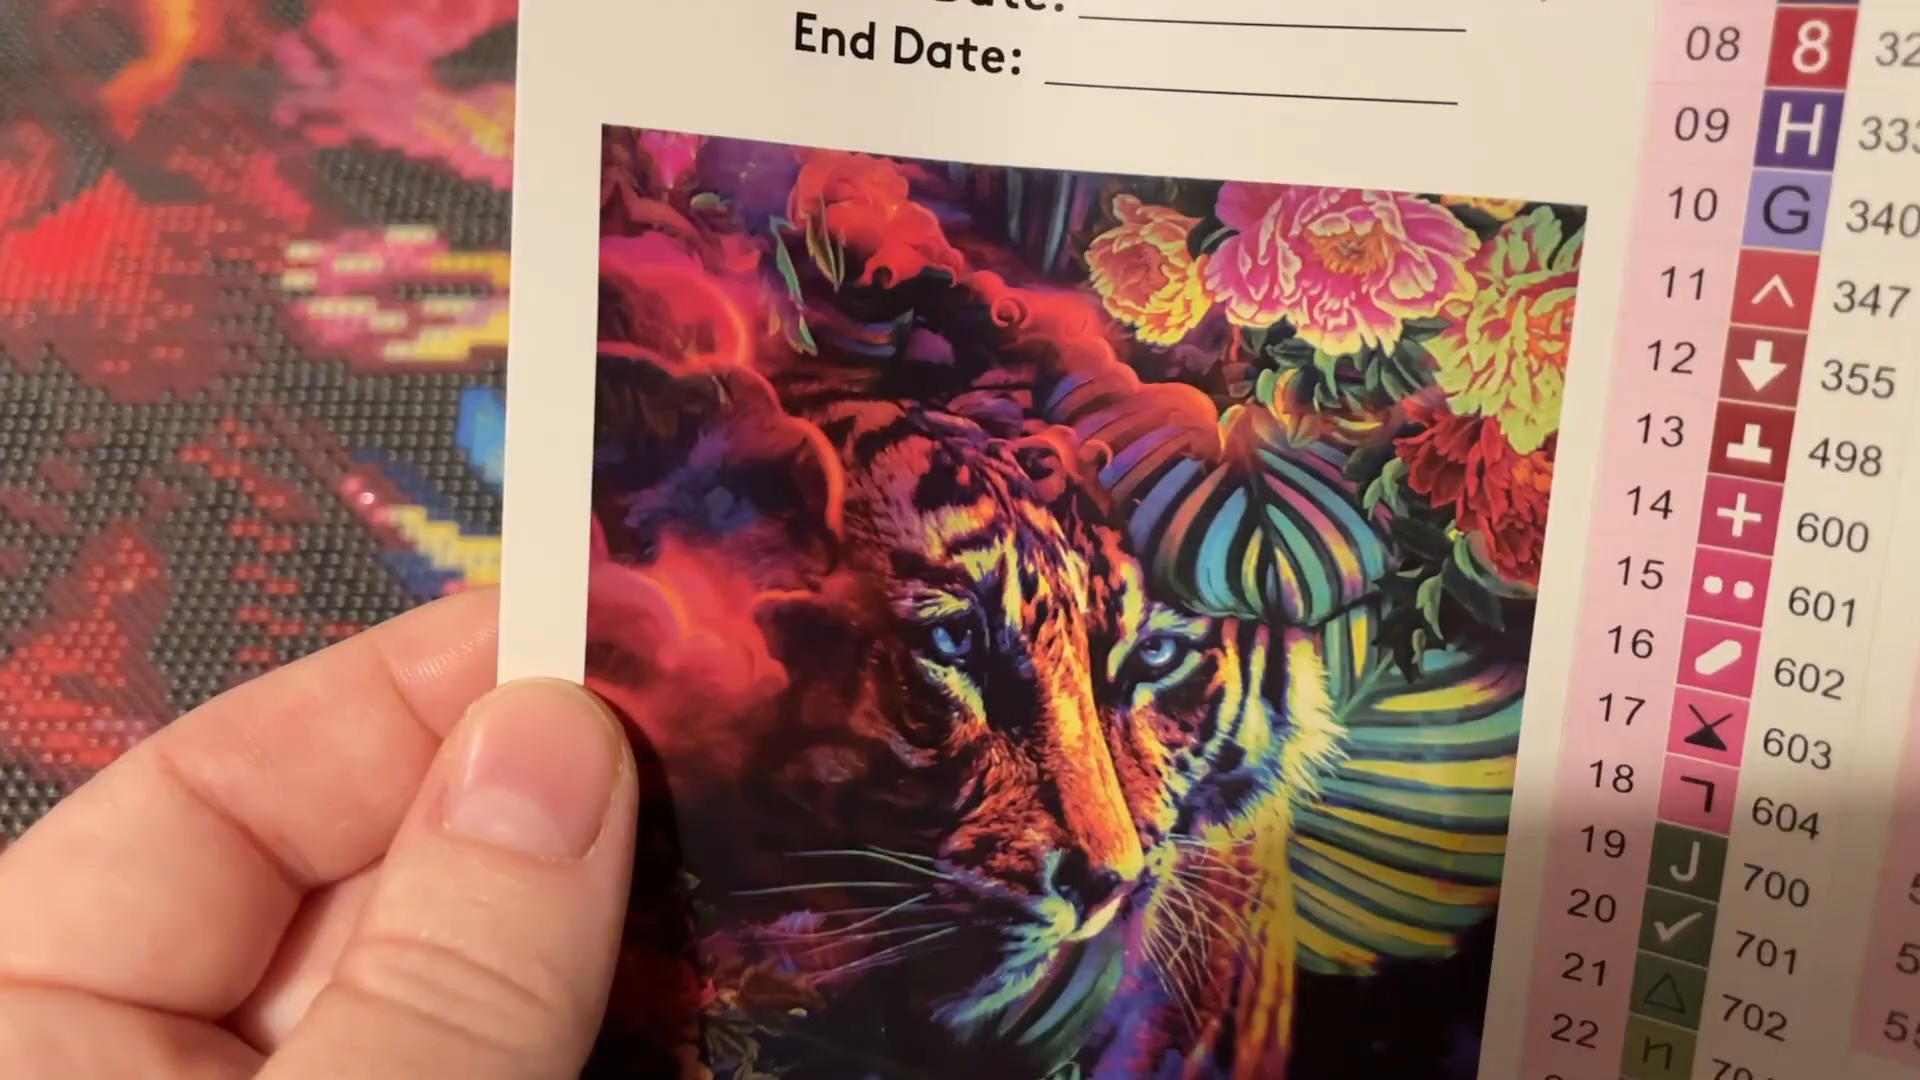 End Date:
08 8
09 H
10 G 340
11 ^ 347
12 355
13 498
14 + 600
15 601
16 602
17 603
18 604
19 J 700
20 ✓ 701
21 △ 702
22 n